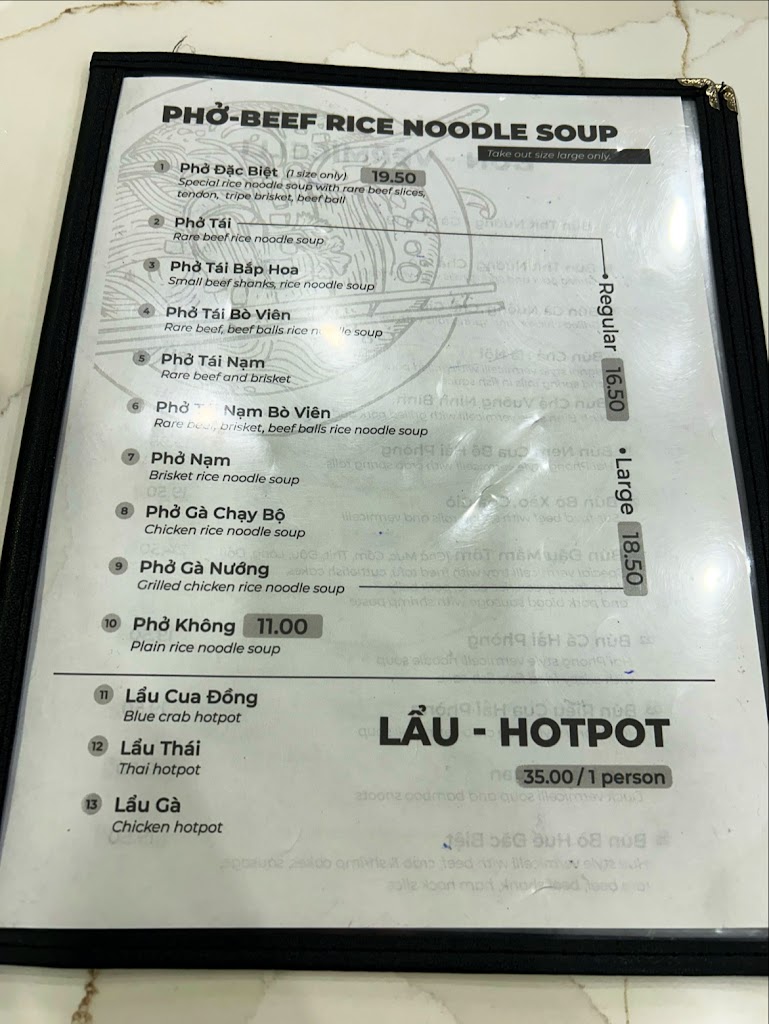 PHỞ-BEEF RICE NOODLE SOUP
Take out size large only.
1 Phở Đặc Biệt (1 size only) 19.50
Special rice noodle soup with rare beef slices,
tendon, tripe brisket, beef ball
2 Phở Tái
Rare beef rice noodle soup
3 Phở Tái Bắp Hoa
Small beef shanks, rice noodle soup
4 Phở Tái Bò Viên
Rare beef, beef balls rice noodle soup
5 Phở Tái Nạm
Rare beef and brisket
6 Phở Tái Nạm Bò Viên
Rare beef, brisket, beef balls rice noodle soup
7 Phở Nạm
Brisket rice noodle soup
8 Phở Gà Chạy Bộ
Chicken rice noodle soup
9 Phở Gà Nướng
Grilled chicken rice noodle soup
• Regular 16.50
• Large 18.50
10 Phở Không 11.00
Plain rice noodle soup
11 Lẩu Cua Đồng
Blue crab hotpot
12 Lẩu Thái
Thai hotpot
13 Lẩu Gà
Chicken hotpot
LẨU - HOTPOT
35.00/1 person